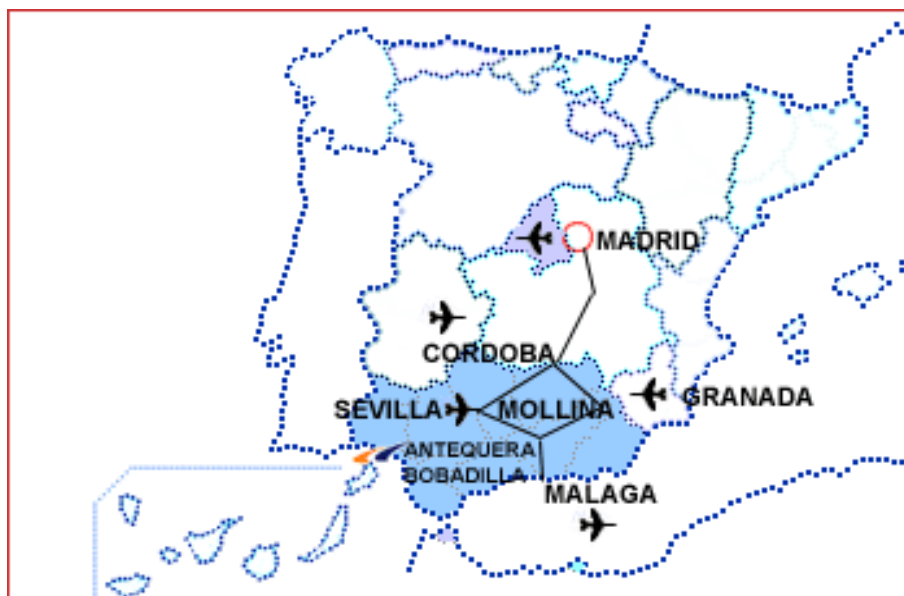 MADRID
CORDOBA
SEVILLA MOLLINA GRANADA
ANTEQUERA
BOBADILLA
MALAGA